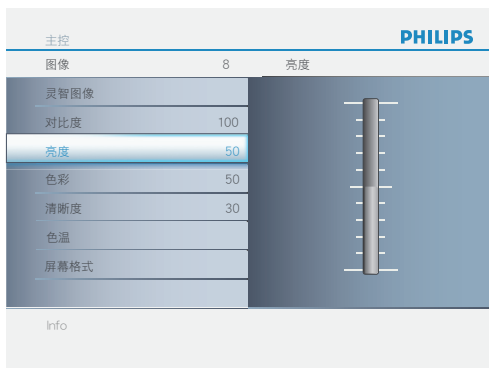 主控
PHILIPS
图像 8 亮度
灵智图像
对比度 100
亮度 50
色彩 50
清晰度 30
色温
屏幕格式
Info